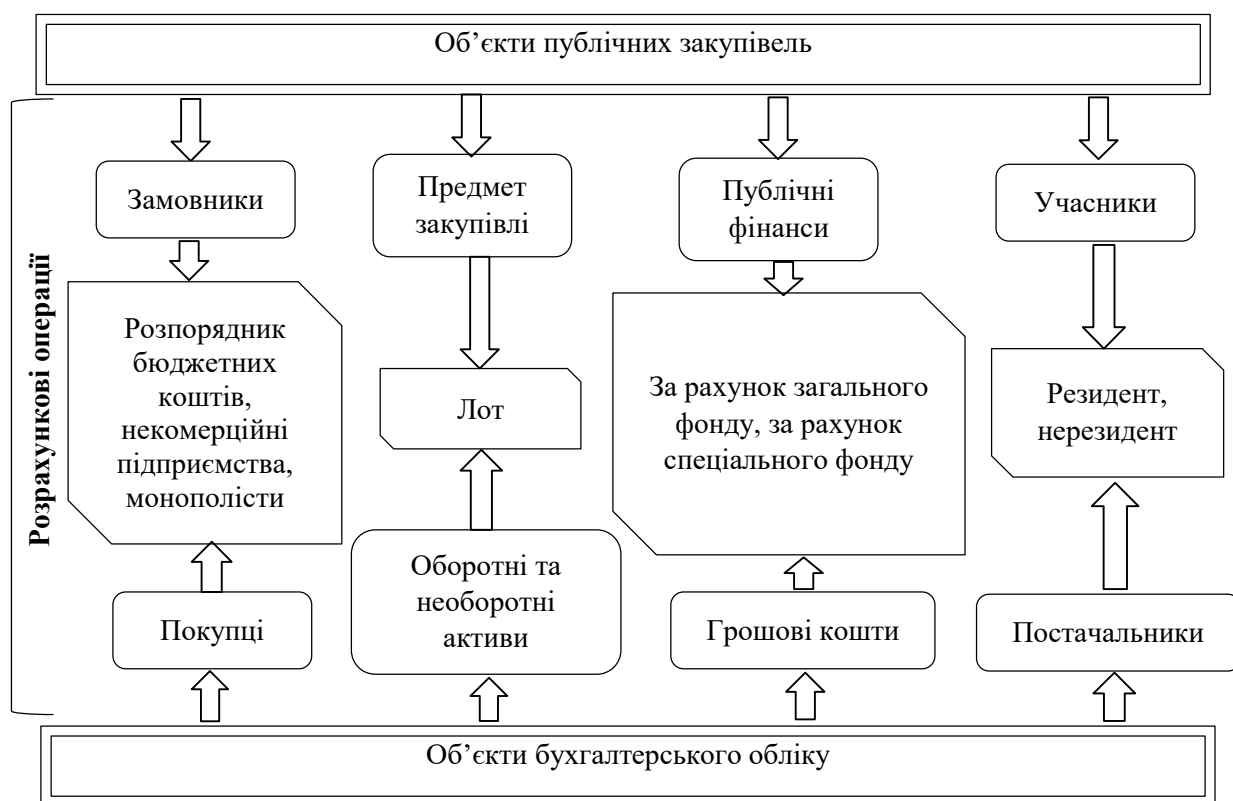 Об’єкти публічних закупівель
Розрахункові операції
Замовники
Предмет
закупівлі
Публічні
фінанси
Учасники
Розпорядник
бюджетних
коштів,
некомерційні
підприємства,
монополісти
Лот
За рахунок загального
фонду, за рахунок
спеціального фонду
Резидент,
нерезидент
Покупці
Оборотні та
необоротні
активи
Грошові кошти
Постачальники
Об’єкти бухгалтерського обліку